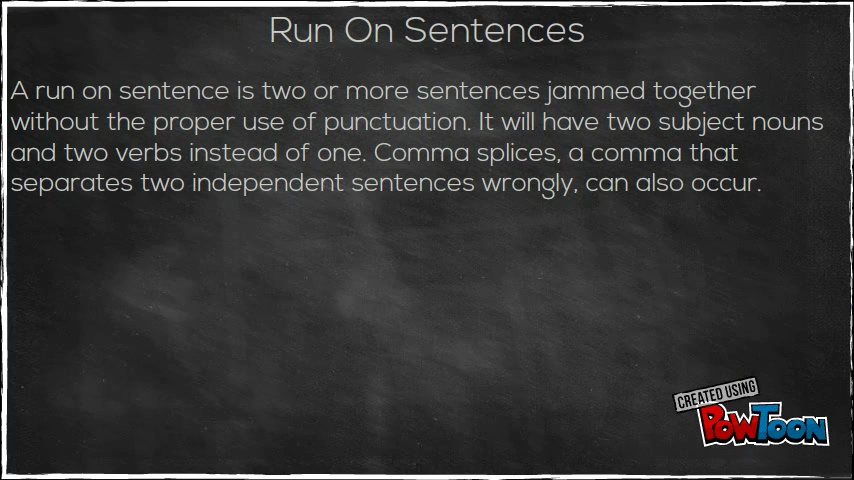 Run On Sentences
A run on sentence is two or more sentences jammed together
without the proper use of punctuation. It will have two subject nouns
and two verbs instead of one. Comma splices, a comma that
separates two independent sentences wrongly, can also occur.
CREATED USING
POWTOON